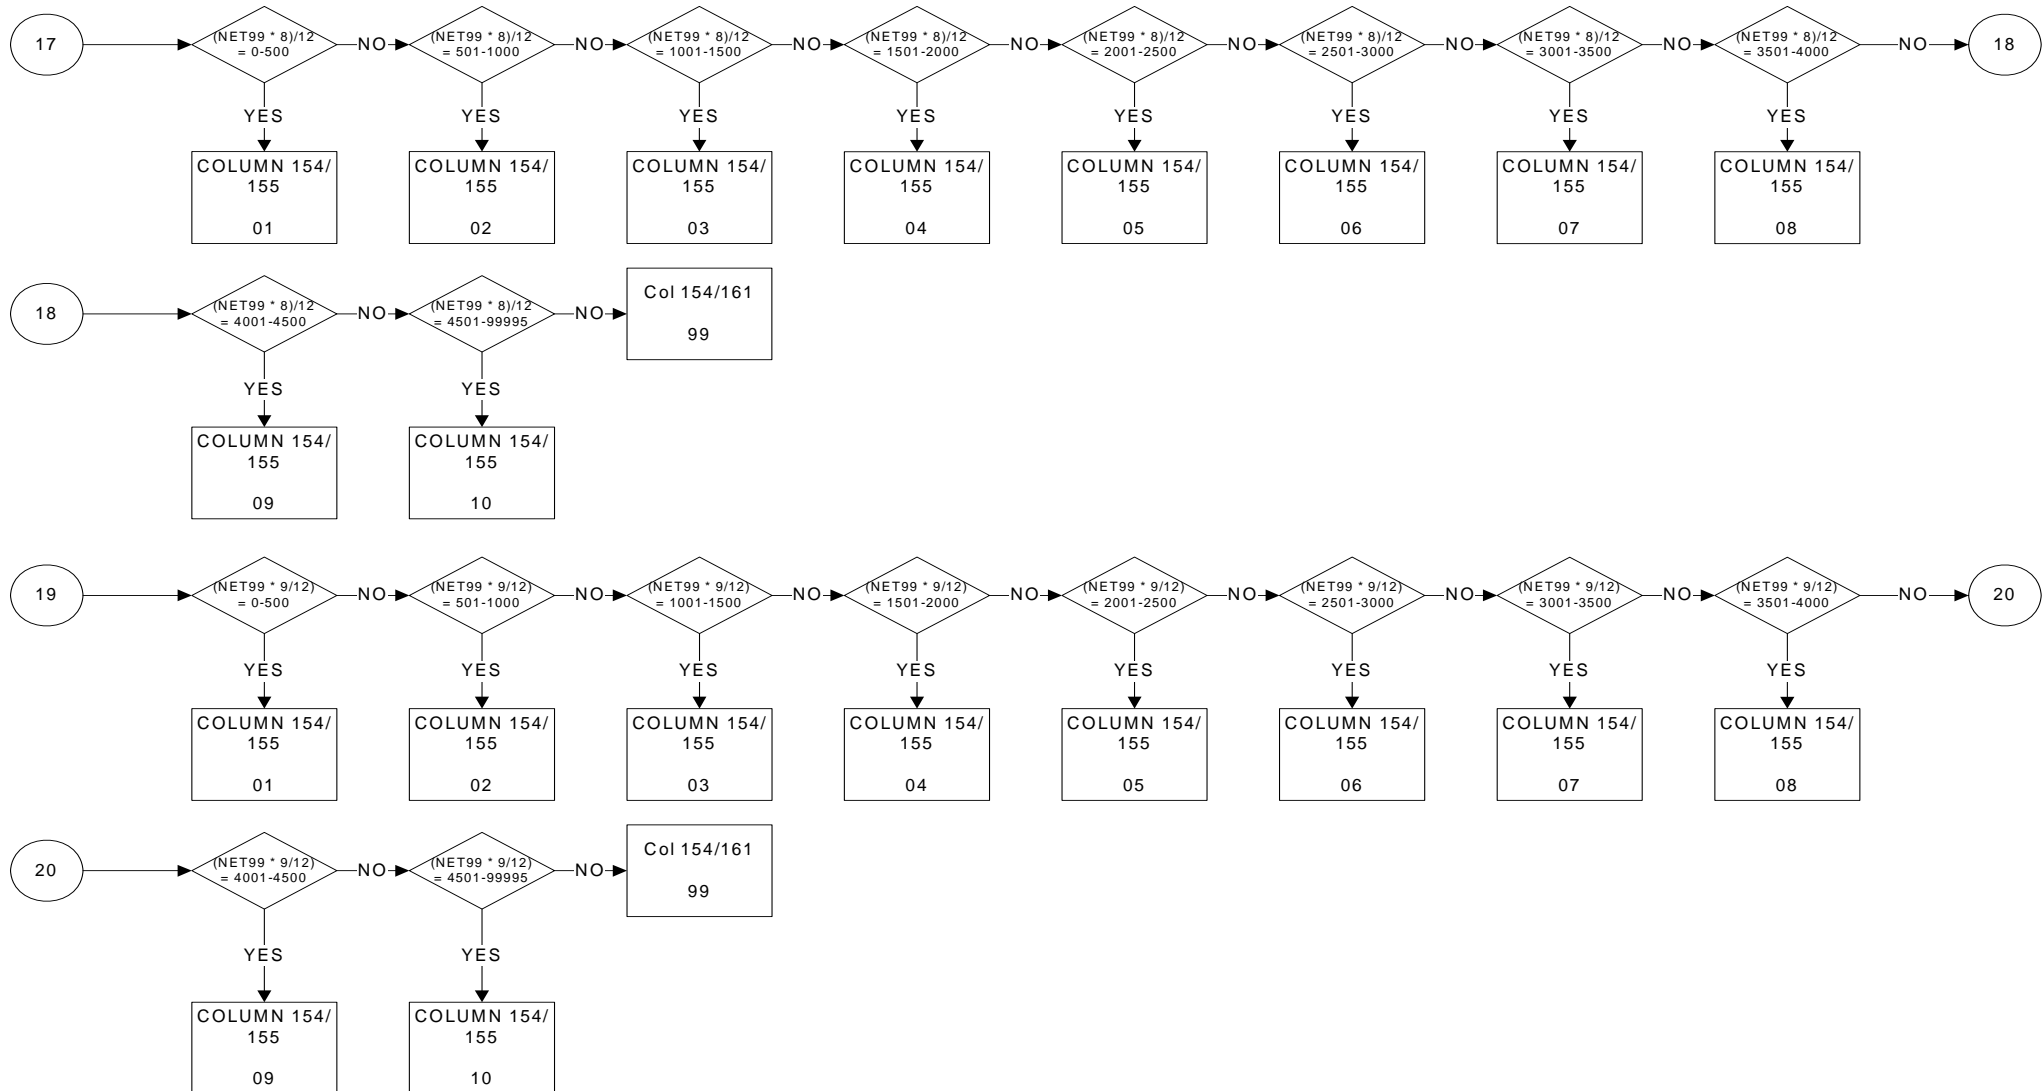 17
(NET99 * 8)/12
= 0-500
NO
(NET99 * 8)/12
= 501-1000
NO
(NET99 * 8)/12
= 1001-1500
NO
(NET99 * 8)/12
= 1501-2000
NO
(NET99 * 8)/12
= 2001-2500
NO
(NET99 * 8)/12
= 2501-3000
NO
(NET99 * 8)/12
= 3001-3500
NO
(NET99 * 8)/12
= 3501-4000
NO
18
YES
YES
YES
YES
YES
YES
YES
YES
COLUMN 154/
155
01
COLUMN 154/
155
02
COLUMN 154/
155
03
COLUMN 154/
155
04
COLUMN 154/
155
05
COLUMN 154/
155
06
COLUMN 154/
155
07
COLUMN 154/
155
08
18
(NET99 * 8)/12
= 4001-4500
NO
(NET99 * 8)/12
= 4501-99995
NO
Col 154/161
99
YES
YES
COLUMN 154/
155
09
COLUMN 154/
155
10
19
(NET99 * 9/12)
= 0-500
NO
(NET99 * 9/12)
= 501-1000
NO
(NET99 * 9/12)
= 1001-1500
NO
(NET99 * 9/12)
= 1501-2000
NO
(NET99 * 9/12)
= 2001-2500
NO
(NET99 * 9/12)
= 2501-3000
NO
(NET99 * 9/12)
= 3001-3500
NO
(NET99 * 9/12)
= 3501-4000
NO
20
YES
YES
YES
YES
YES
YES
YES
YES
COLUMN 154/
155
01
COLUMN 154/
155
02
COLUMN 154/
155
03
COLUMN 154/
155
04
COLUMN 154/
155
05
COLUMN 154/
155
06
COLUMN 154/
155
07
COLUMN 154/
155
08
20
(NET99 * 9/12)
= 4001-4500
NO
(NET99 * 9/12)
= 4501-99995
NO
Col 154/161
99
YES
YES
COLUMN 154/
155
09
COLUMN 154/
155
10